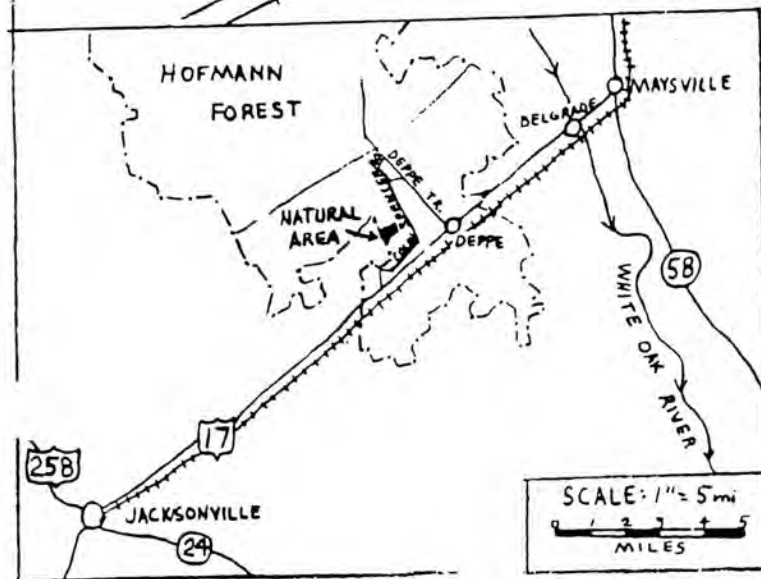 HOFMANN
FOREST
MAYSVILLE
BELGRADE
DEPPE TR.
NATURAL
AREA
DEPPE
58
WHITE OAK RIVER
17
258
JACKSONVILLE
24
SCALE: 1" = 5 mi
0 1 2 3 4 5
MILES